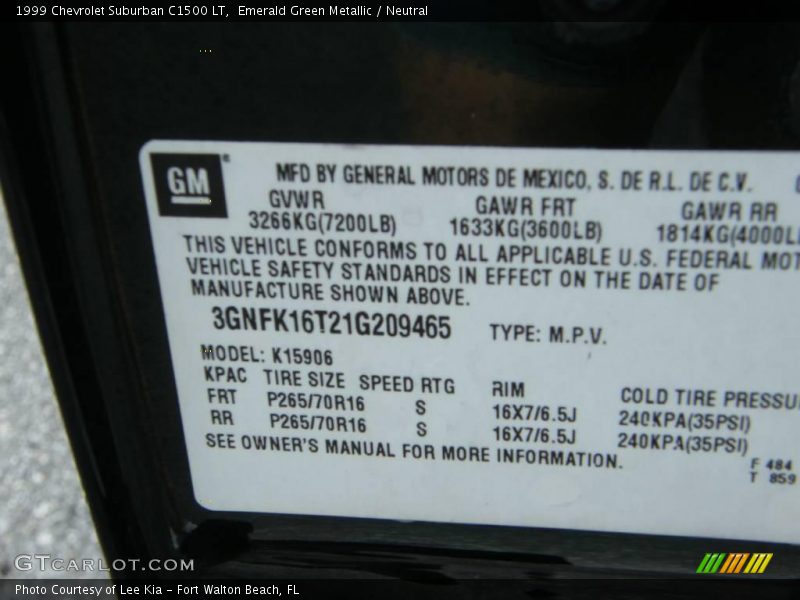 1999 Chevrolet Suburban C1500 LT, Emerald Green Metallic / Neutral
GM
MFD BY GENERAL MOTORS DE MEXICO, S. DE R.L. DE C.V.
GVWR GAWR FRT GAWR RR
3266KG(7200LB) 1633KG(3600LB) 1814KG(4000L
THIS VEHICLE CONFORMS TO ALL APPLICABLE U.S. FEDERAL MOT
VEHICLE SAFETY STANDARDS IN EFFECT ON THE DATE OF
MANUFACTURE SHOWN ABOVE.
3GNFK16T21G209465 TYPE: M.P.V.
MODEL: K15906
KPAC TIRE SIZE SPEED RTG RIM COLD TIRE PRESSU
FRT P265/70R16 S 16X7/6.5J 240KPA(35PSI)
RR P265/70R16 S 16X7/6.5J 240KPA(35PSI)
SEE OWNER'S MANUAL FOR MORE INFORMATION.
F 484
T 859
GTCARLOT.COM
Photo Courtesy of Lee Kia - Fort Walton Beach, FL